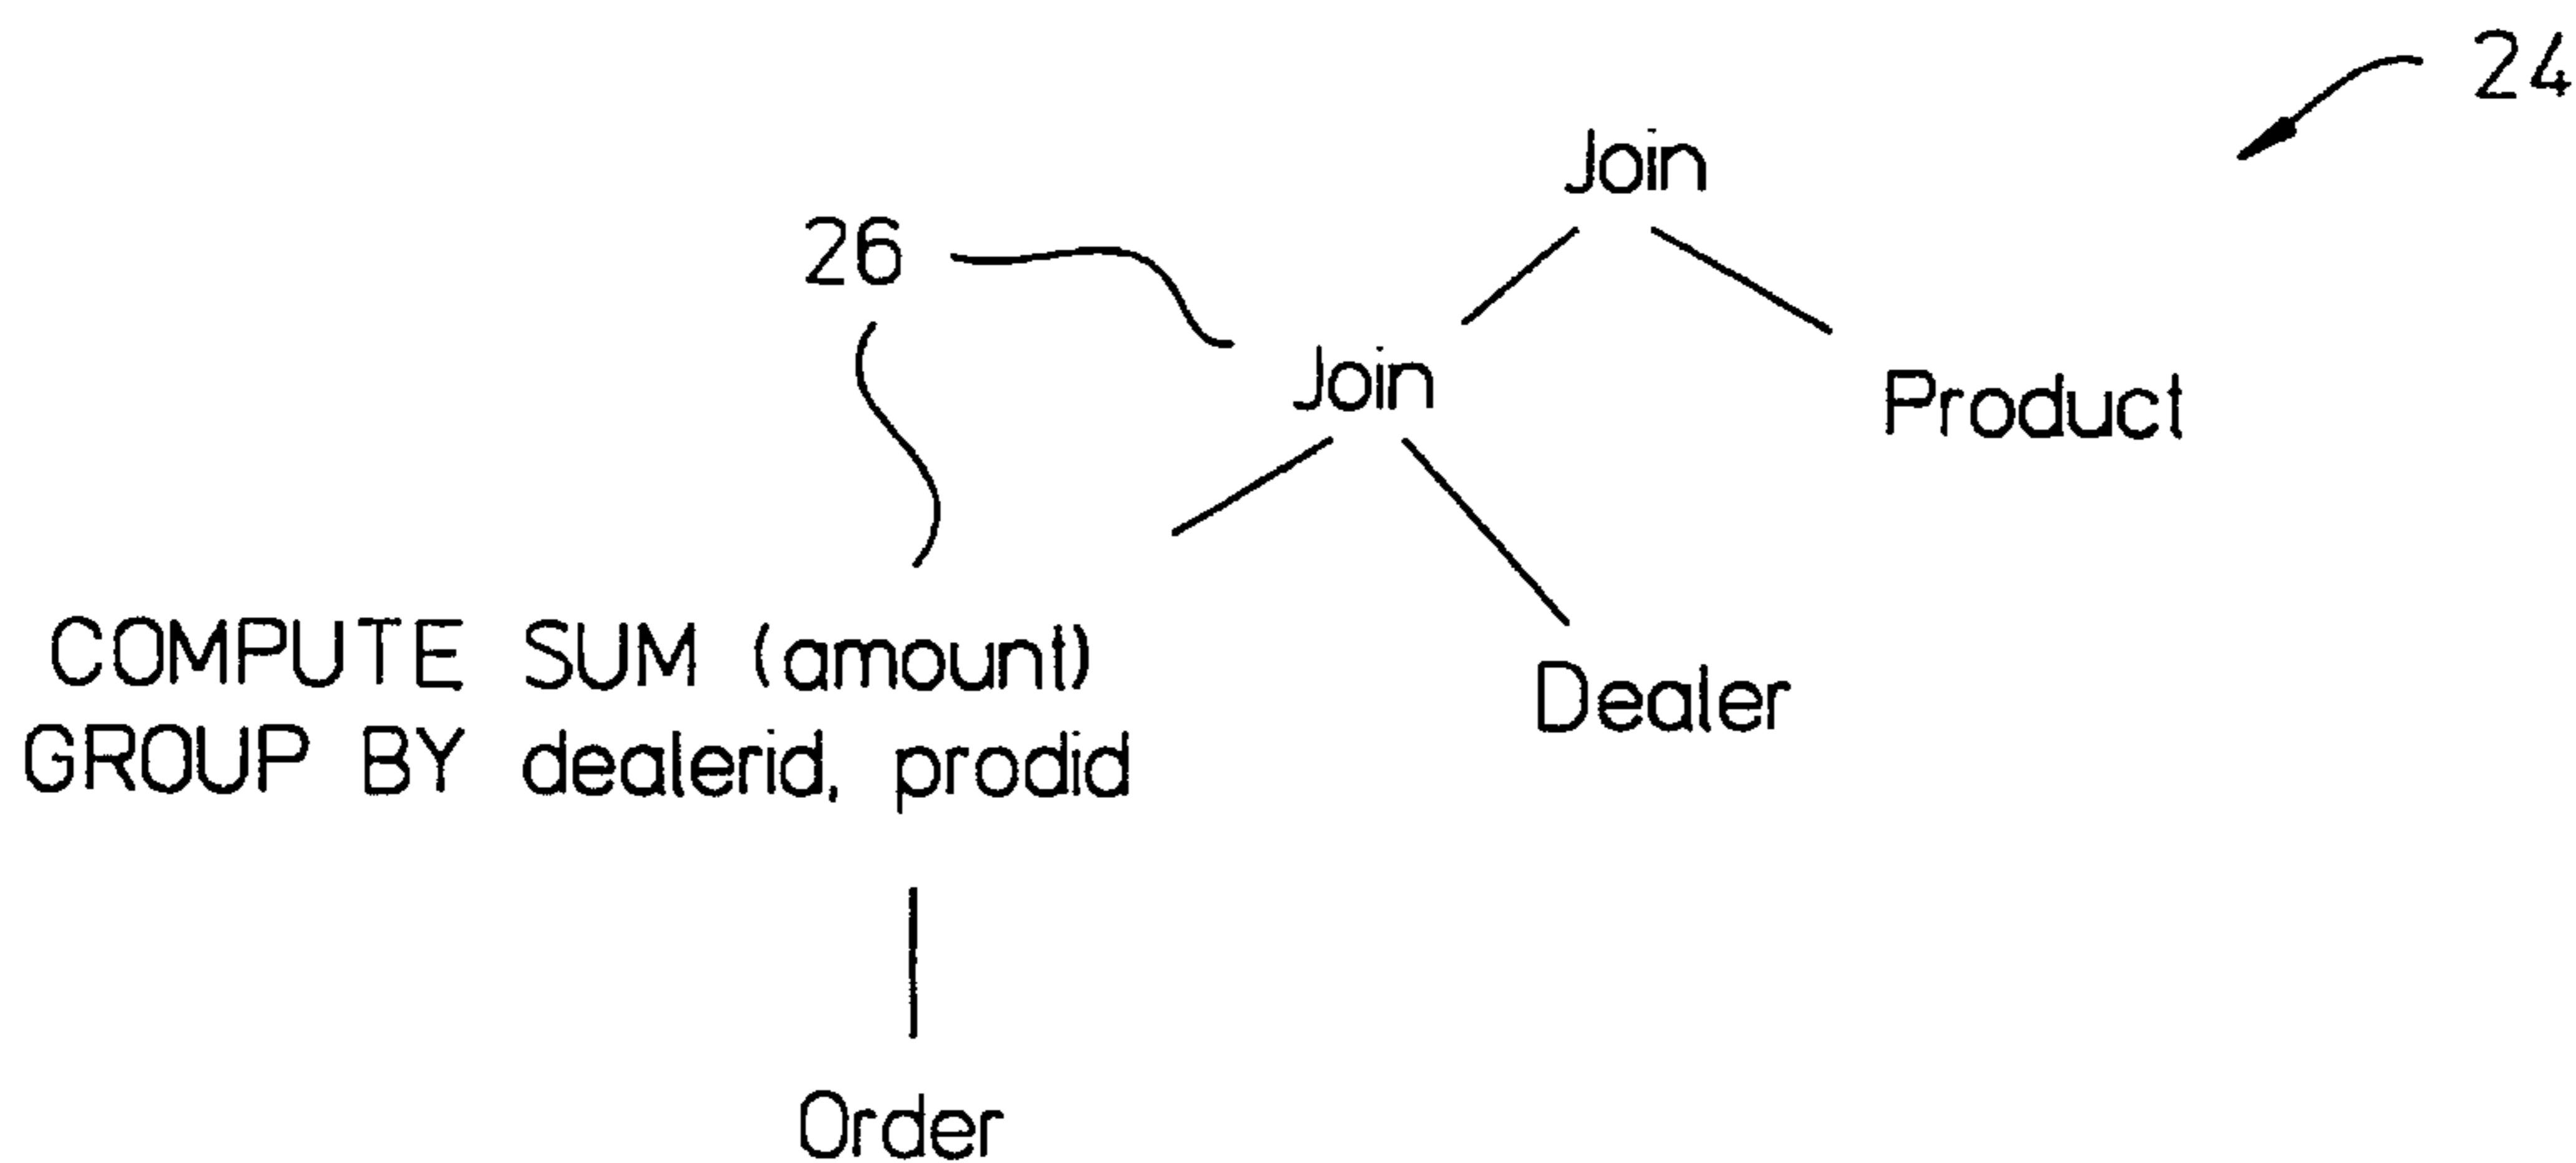 24
Join
26
Join
Product
COMPUTE SUM (amount)
GROUP BY dealerid, prodid
Dealer
Order